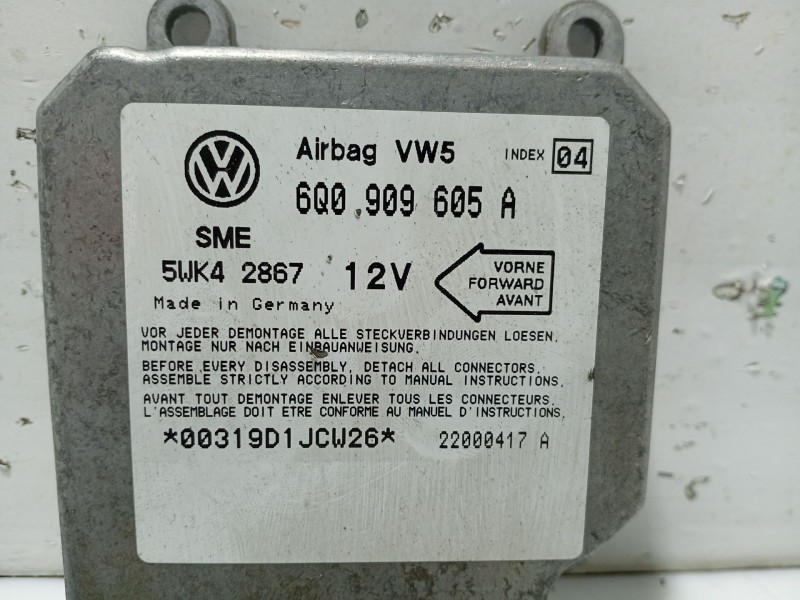 Airbag VW5 INDEX 04
6Q0 909 605 A
SME
5WK4 2867 12V
VORNE
FORWARD
AVANT
Made in Germany
VOR JEDER DEMONTAGE ALLE STECKVERBINDUNGEN LOESEN.
MONTAGE NUR NACH EINBAUANWEISUNG.
BEFORE EVERY DISASSEMBLY, DETACH ALL CONNECTORS.
ASSEMBLE STRICTLY ACCORDING TO MANUAL INSTRUCTIONS.
AVANT TOUT DEMONTAGE ENLEVER TOUS LES CONNECTEURS.
L'ASSEMBLAGE DOIT ETRE CONFORME AU MANUEL D'INSTRUCTIONS.
*00319D1JCW26* 22000417 A